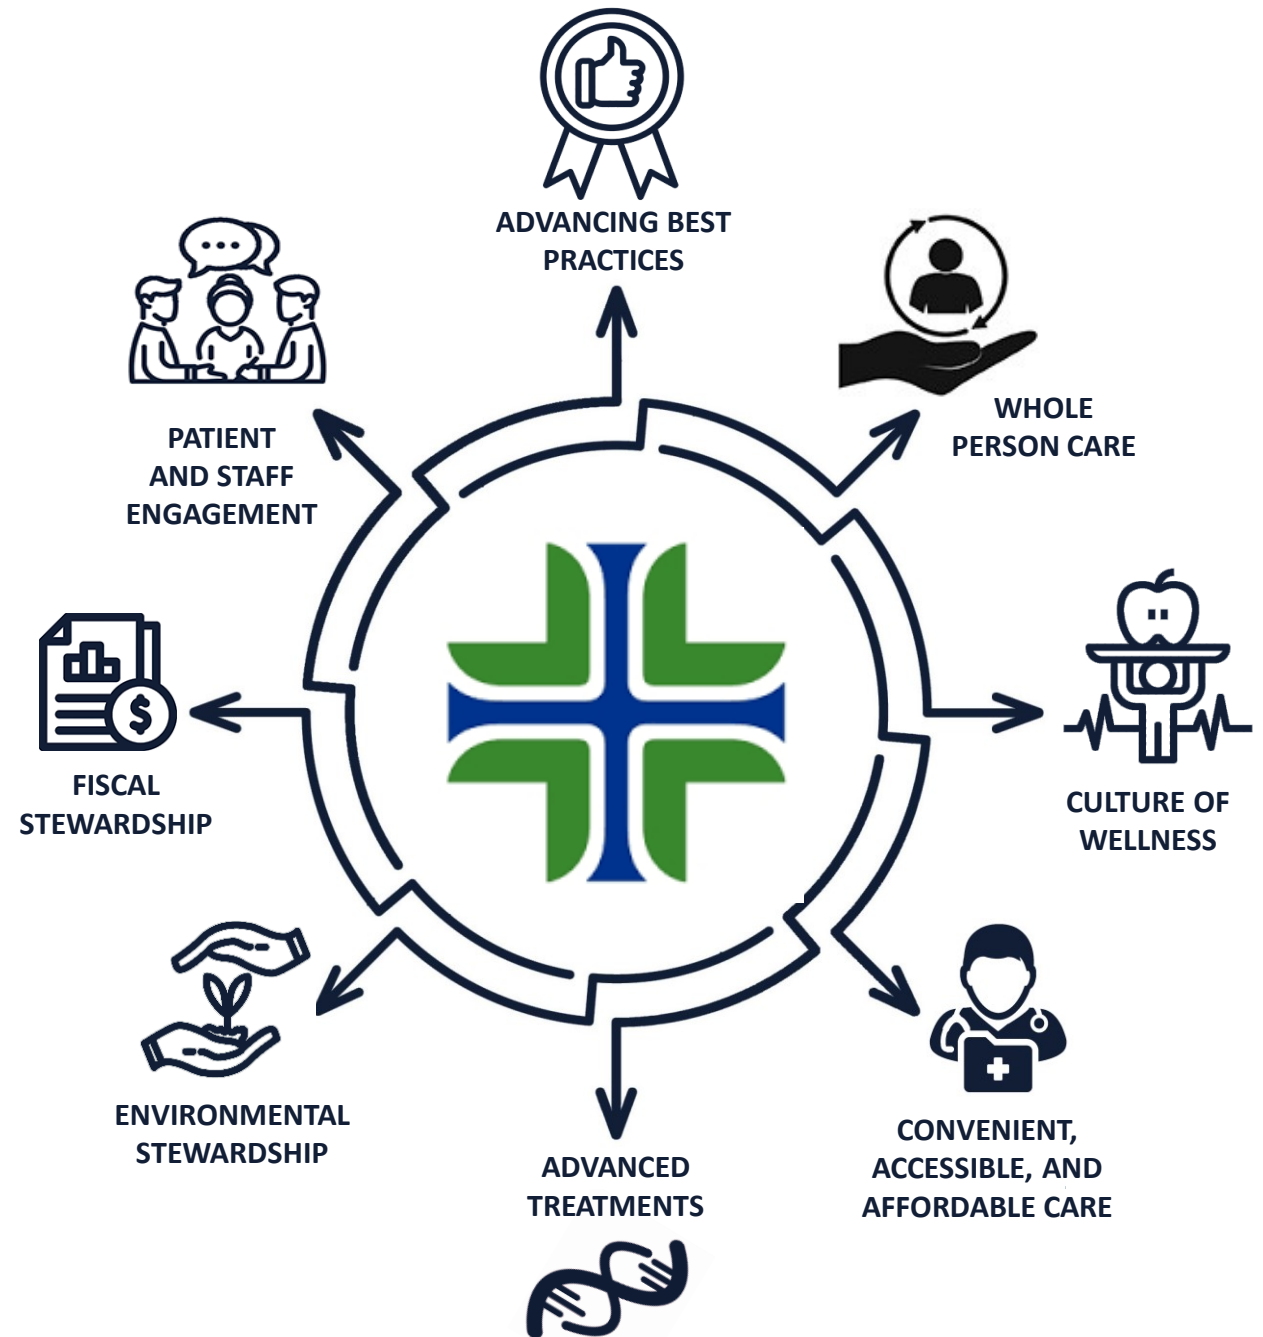 ADVANCING BEST
PRACTICES
WHOLE
PERSON CARE
PATIENT
AND STAFF
ENGAGEMENT
$
FISCAL
STEWARDSHIP
CULTURE OF
WELLNESS
ENVIRONMENTAL
STEWARDSHIP
CONVENIENT,
ACCESSIBLE, AND
AFFORDABLE CARE
ADVANCED
TREATMENTS